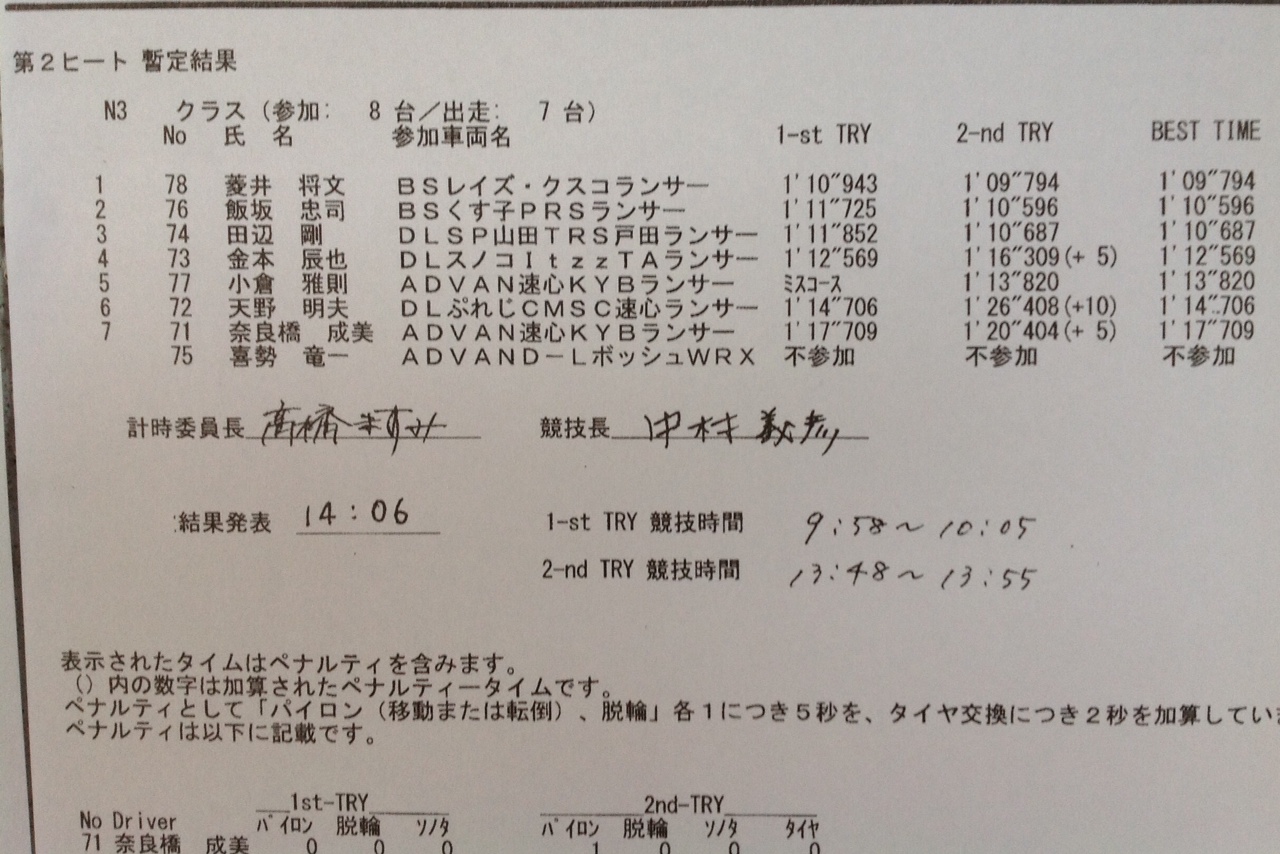 第2ヒート 暫定結果
N3 クラス (参加: 8 台/出走: 7 台)
No 氏 名 参加車両名 1-st TRY 2-nd TRY BEST TIME
1 78 菱井 将文 BSレイズ・クスコランサー 1'10"943 1'09"794 1'09"794
2 76 飯坂 忠司 BSくす子PRSランサー 1'11"725 1'10"596 1'10"596
3 74 田辺 剛 DLSP山田TRS戸田ランサー 1'11"852 1'10"687 1'10"687
4 73 金本 辰也 DLスノコItzzTAランサー 1'12"569 1'16"309(+ 5) 1'12"569
5 77 小倉 雅則 ADVAN速心KYBランサー ミスコース 1'13"820 1'13"820
6 72 天野 明夫 DLぷれじCMSC速心ランサー 1'14"706 1'26"408(+10) 1'14"706
7 71 奈良橋 成美 ADVAN速心KYBランサー 1'17"709 1'20"404(+ 5) 1'17"709
75 喜勢 竜一 ADVAND-LボッシュWRX 不参加 不参加 不参加
計時委員長 髙橋ますみ 競技長 中村
結果発表 14:06 1-st TRY 競技時間 9:58～10:05
2-nd TRY 競技時間 13:48～13:55
表示されたタイムはペナルティを含みます。
()内の数字は加算されたペナルティータイムです。
ペナルティとして「パイロン(移動または転倒)、脱輪」各1につき5秒を、タイヤ交換につき2秒を加算してい
ペナルティは以下に記載です。
1st-TRY 2nd-TRY
No Driver パイロン 脱輪 ソノタ パイロン 脱輪 ソノタ タイヤ
71 奈良橋 成美 0 0 0 1 0 0 0